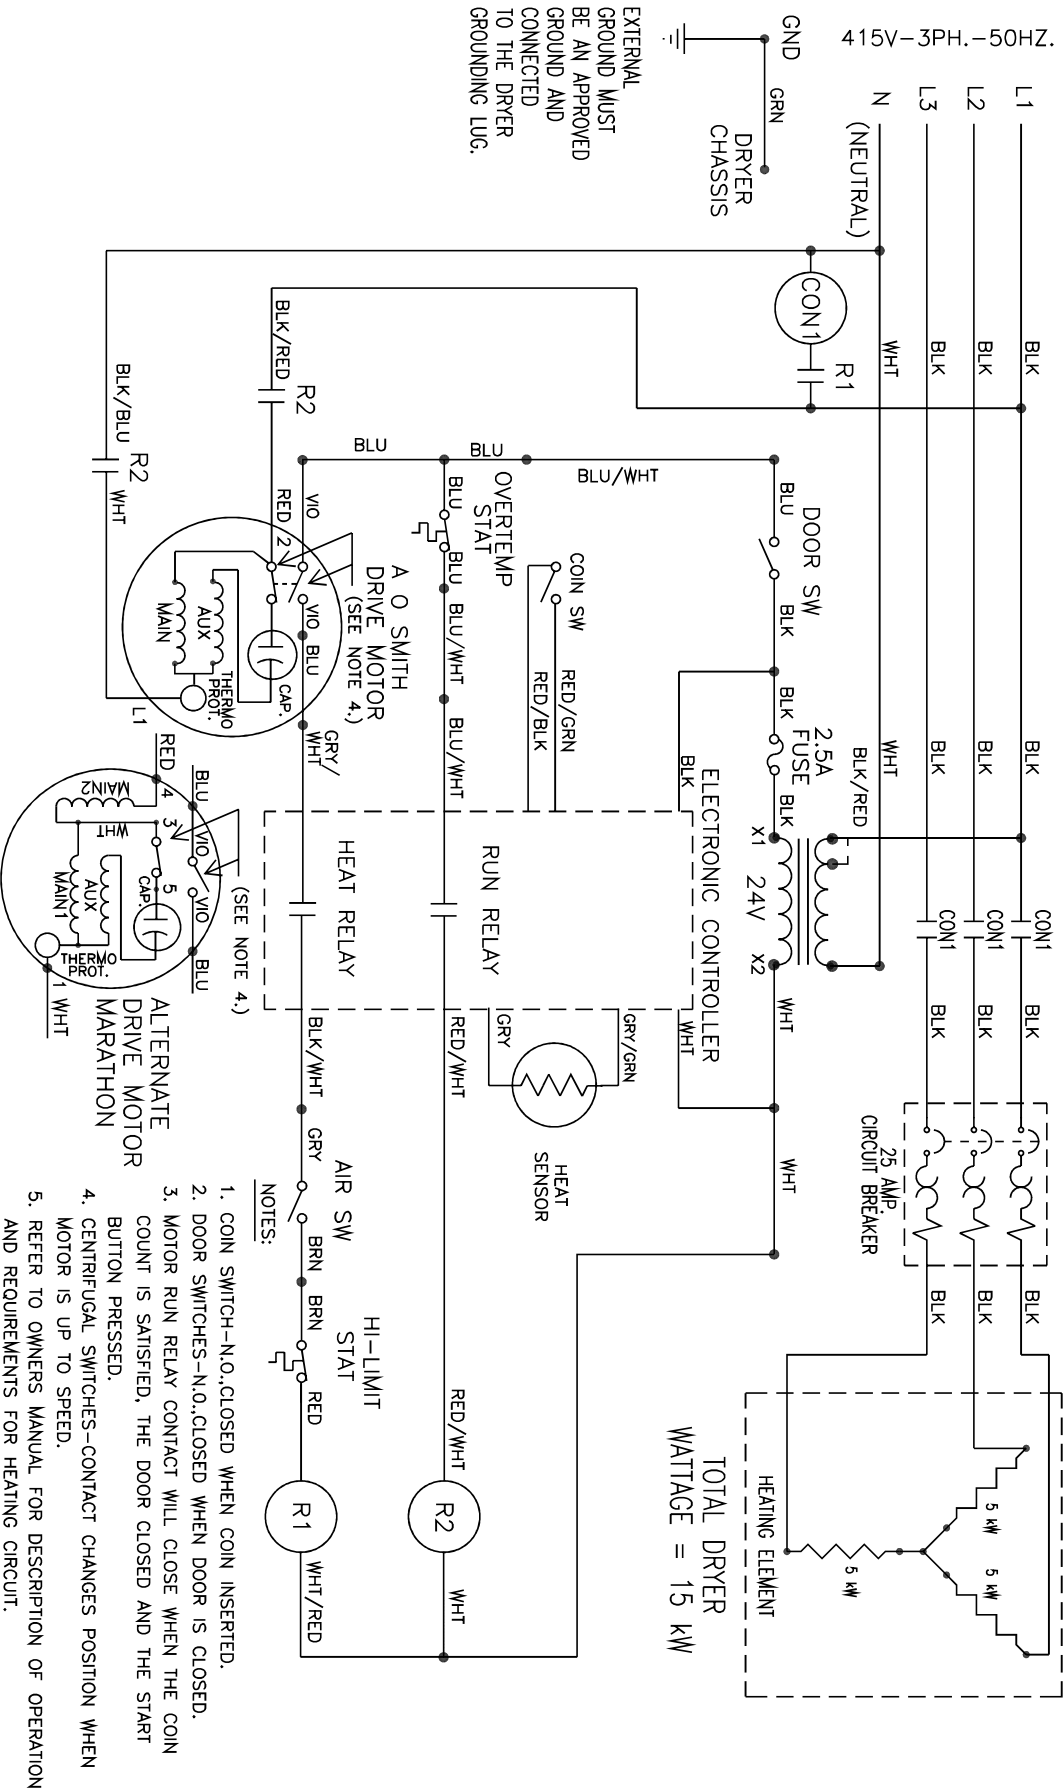 415V-3PH.-50HZ.
L1
L2
L3
N
(NEUTRAL)
GND
GRN
DRYER
CHASSIS
EXTERNAL
GROUND MUST
BE AN APPROVED
GROUND AND
CONNECTED
TO THE DRYER
GROUNDING LUG.
BLK
BLK
BLK
WHT
CON1
R1
BLK
BLK
BLK
WHT
BLK/RED
CON1
CON1
CON1
BLK
BLK
BLK
25 AMP.
CIRCUIT BREAKER
BLK
BLK
BLK
5 kW
5 kW
5 kW
HEATING ELEMENT
TOTAL DRYER
WATTAGE = 15 kW
BLU
BLU
BLU/WHT
BLU
DOOR SW
BLK
BLK
2.5A
FUSE
BLK
X1
24V
X2
WHT
WHT
BLK
ELECTRONIC CONTROLLER
WHT
COIN SW
RED/GRN
RED/BLK
GRY/GRN
GRY
HEAT
SENSOR
OVERTEMP
STAT
BLU
BLU
BLU/WHT
BLU/WHT
RUN RELAY
RED/WHT
RED/WHT
R2
WHT
BLK/RED
R2
RED
2
VIO
VIO
BLU
GRY/
WHT
A O SMITH
DRIVE MOTOR
(SEE NOTE 4.)
CAP.
AUX
MAIN
THERMO
PROT.
L1
BLK/BLU
R2
WHT
HEAT RELAY
BLK/WHT
GRY
AIR SW
BRN
BRN
HI-LIMIT
STAT
RED
R1
WHT/RED
BLU
VIO
VIO
BLU
(SEE NOTE 4.)
RED
4
MAIN2
WHT
3
5
CAP.
AUX
MAIN1
THERMO
PROT.
1
WHT
ALTERNATE
DRIVE MOTOR
MARATHON
NOTES:
1. COIN SWITCH-N.O.,CLOSED WHEN COIN INSERTED.
2. DOOR SWITCHES-N.O.,CLOSED WHEN DOOR IS CLOSED.
3. MOTOR RUN RELAY CONTACT WILL CLOSE WHEN THE COIN
COUNT IS SATISFIED, THE DOOR CLOSED AND THE START
BUTTON PRESSED.
4. CENTRIFUGAL SWITCHES-CONTACT CHANGES POSITION WHEN
MOTOR IS UP TO SPEED.
5. REFER TO OWNERS MANUAL FOR DESCRIPTION OF OPERATION
AND REQUIREMENTS FOR HEATING CIRCUIT.